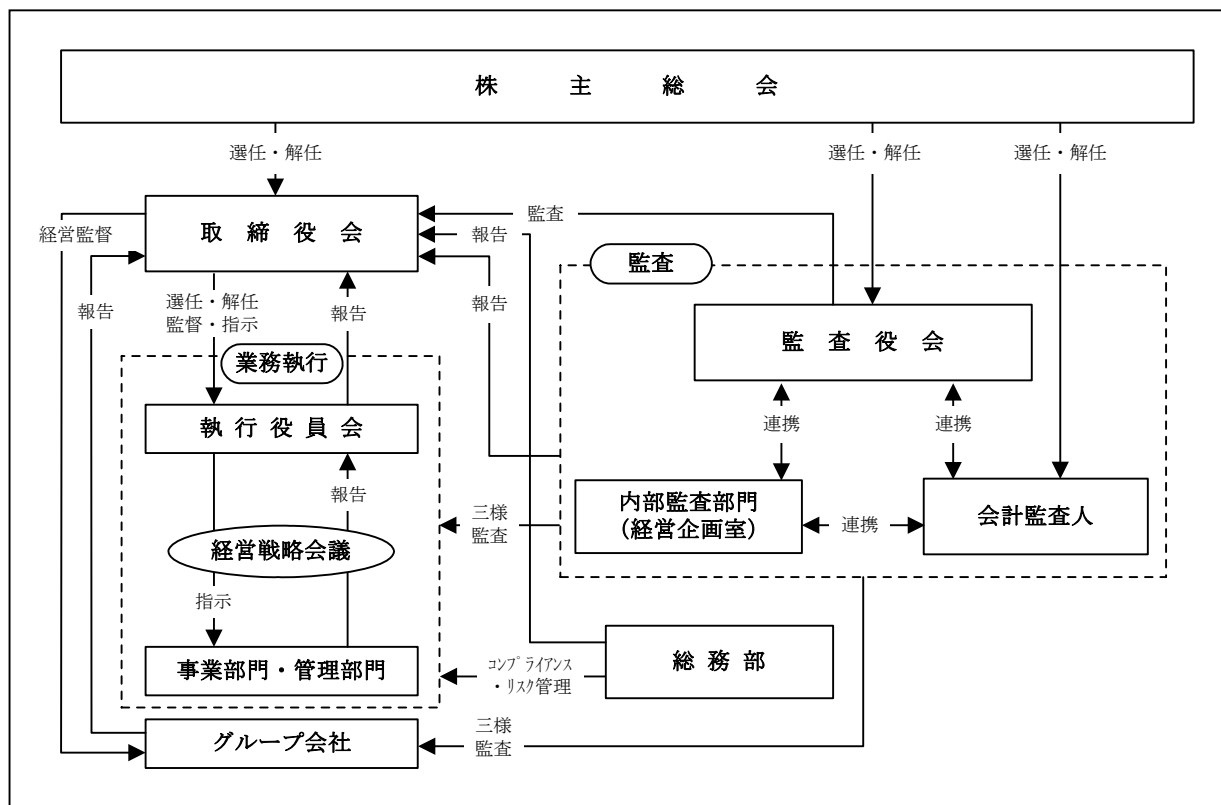 株主総会
選任・解任
選任・解任
選任・解任
取締役会
経営監督
監査
報告
報告
報告
選任・解任
監督・指示
報告
監査
監査役会
業務執行
執行役員会
連携
連携
報告
内部監査部門
(経営企画室)
連携
会計監査人
三様
監査
経営戦略会議
指示
事業部門・管理部門
コンプライアンス
・リスク管理
総務部
グループ会社
三様
監査